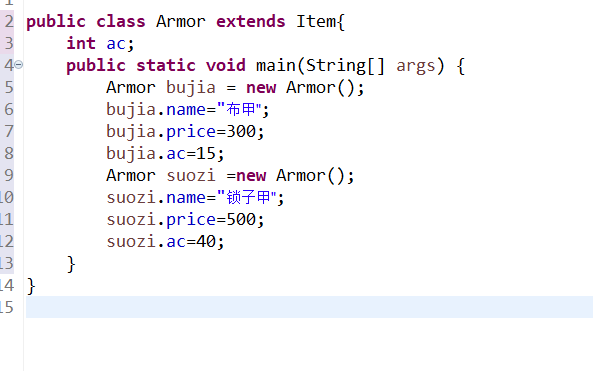 2 public class Armor extends Item{
3     int ac;
4     public static void main(String[] args) {
5         Armor bujia = new Armor();
6         bujia.name="布甲";
7         bujia.price=300;
8         bujia.ac=15;
9         Armor suozi =new Armor();
10         suozi.name="锁子甲";
11         suozi.price=500;
12         suozi.ac=40;
13     }
14 }
15